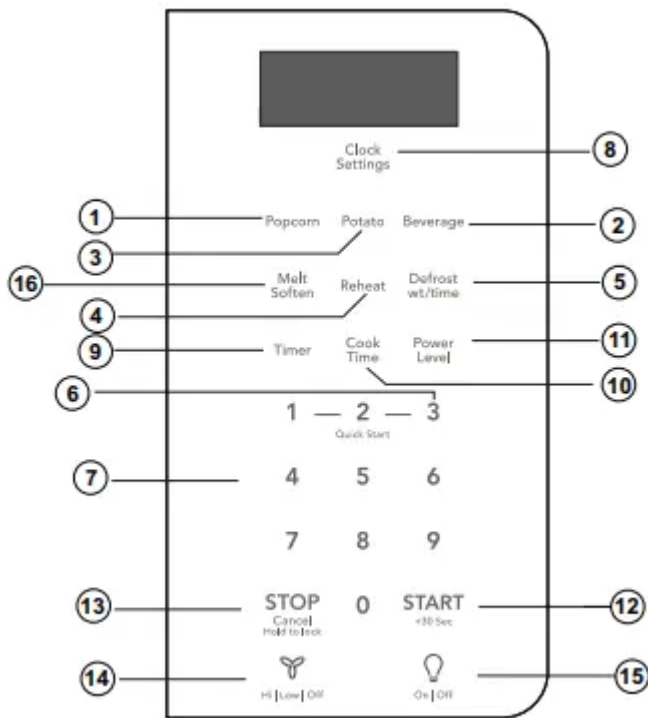 Clock
Settings
8
1
Popcorn
Potato
Beverage
2
3
16
Melt
Soften
Reheat
Defrost
wt/time
5
4
9
Timer
Cook
Time
Power
Level
11
10
6
1 — 2 — 3
Quick Start
7
4 5 6
7 8 9
13
STOP
Cancel
Hold to lock
0
START
+30 Sec
12
14
Hi | Low | Off
On | Off
15